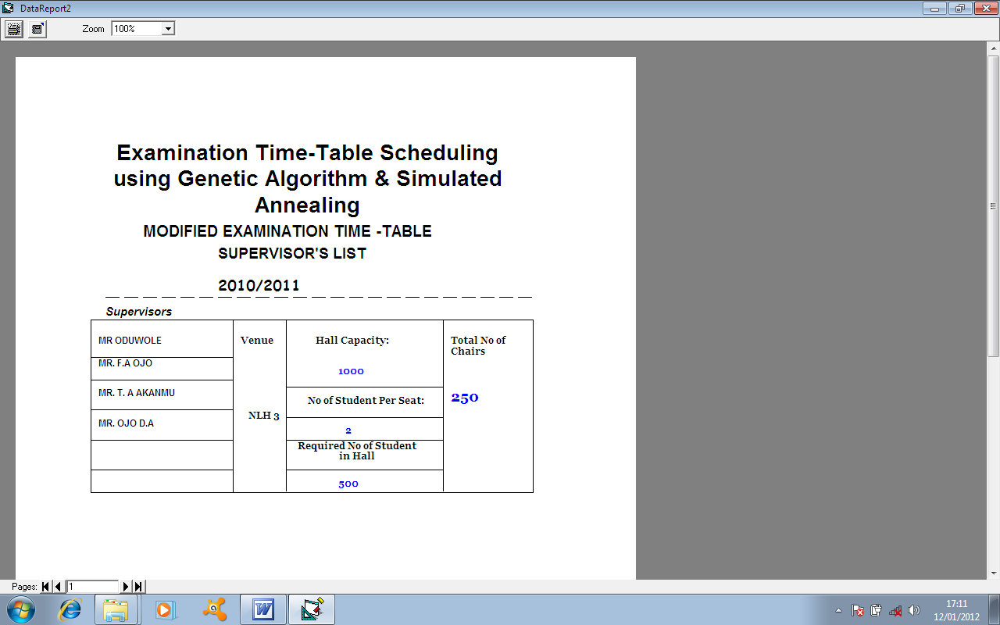 DataReport2
Zoom 100%
Examination Time-Table Scheduling
using Genetic Algorithm & Simulated
Annealing
MODIFIED EXAMINATION TIME -TABLE
SUPERVISOR'S LIST
2010/2011
Supervisors
MR ODUWOLE
MR. F.A OJO
MR. T. A AKANMU
MR. OJO D.A
Venue
NLH 3
Hall Capacity:
1000
No of Student Per Seat:
2
Required No of Student
in Hall
500
Total No of
Chairs
250
Pages: 1
17:11
12/01/2012